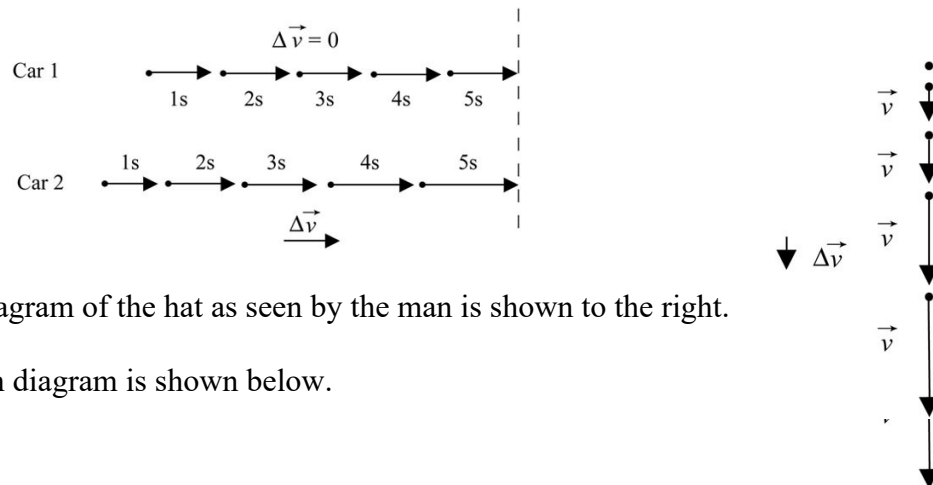 Δv⃗ = 0
Car 1
1s 2s 3s 4s 5s
1s 2s 3s 4s 5s
Car 2
Δv⃗
v⃗
v⃗
v⃗
Δv⃗
v⃗
agram of the hat as seen by the man is shown to the right.
diagram is shown below.